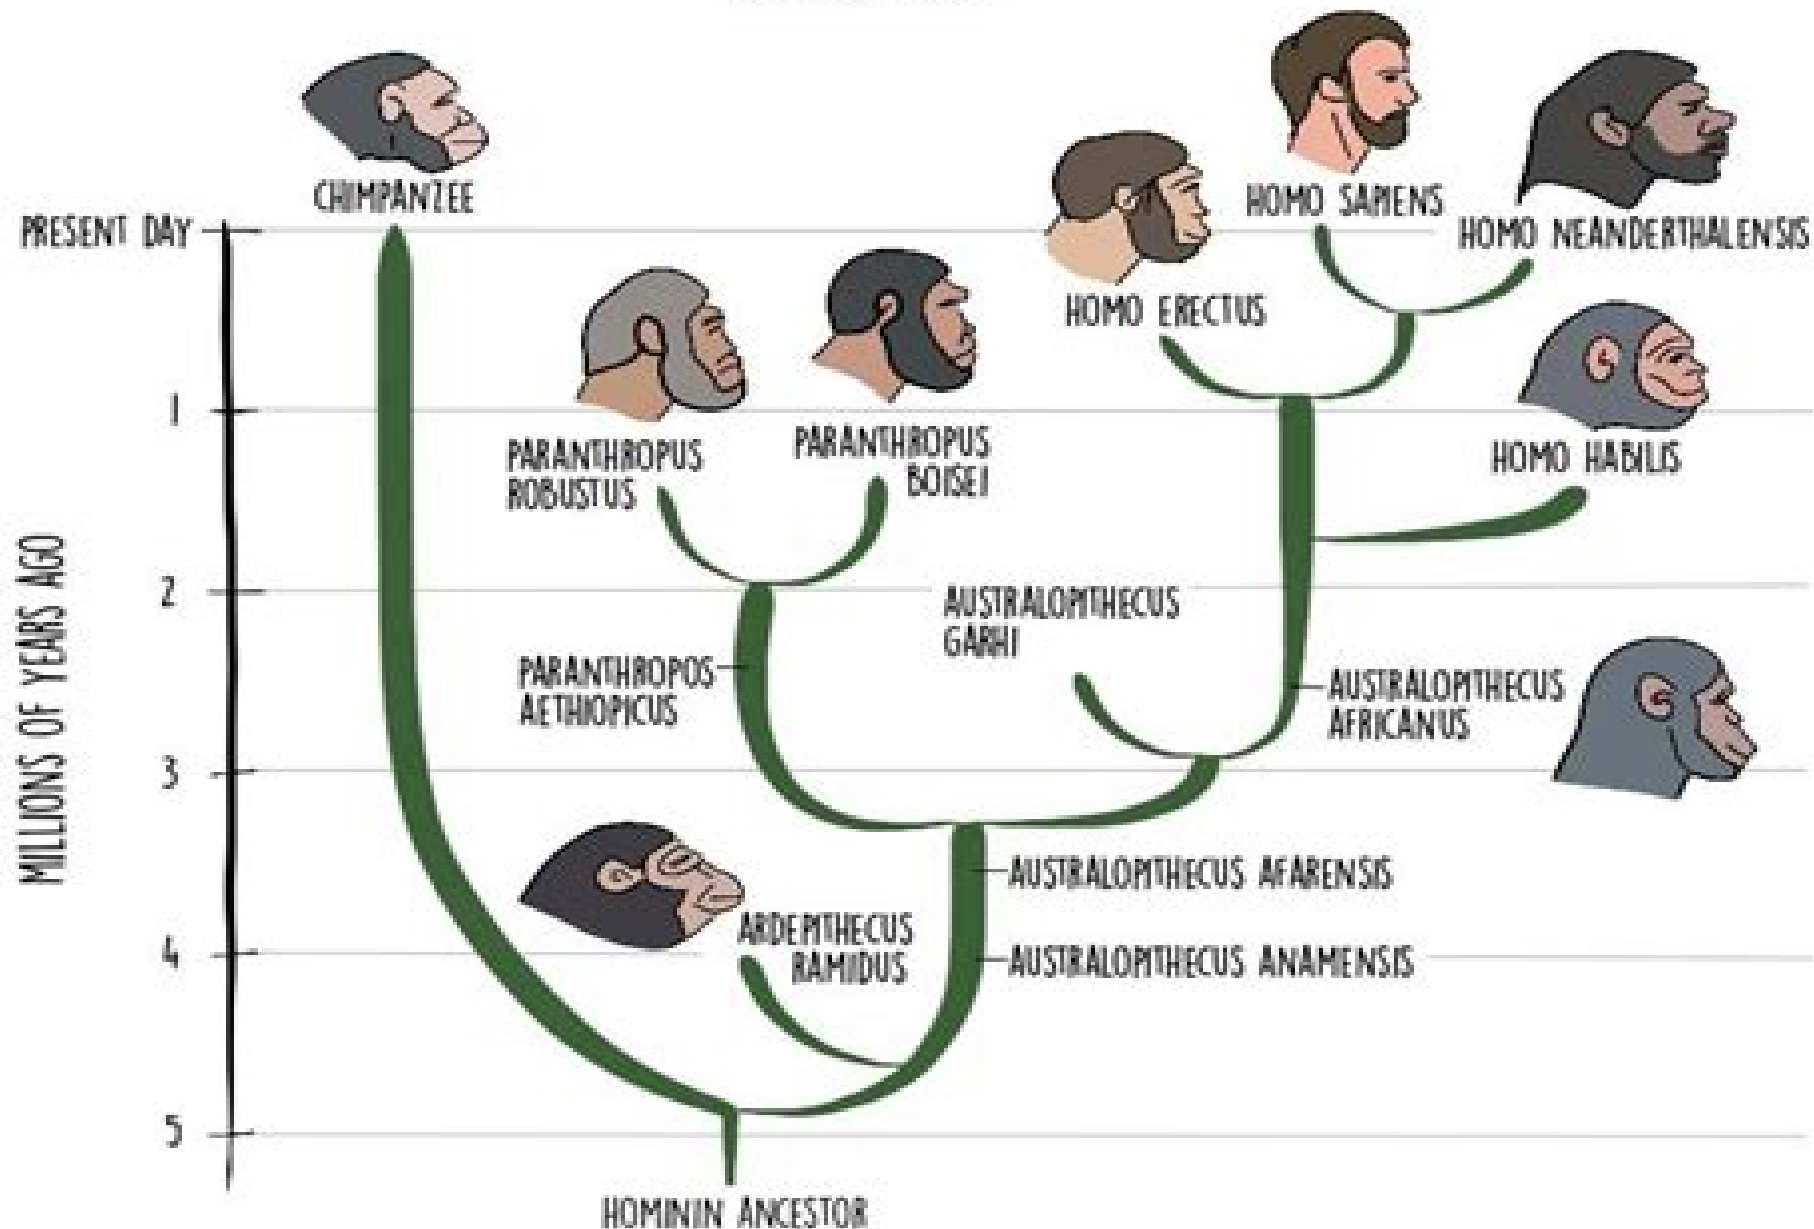 CHIMPANZEE
HOMO SAPIENS
PRESENT DAY
HOMO NEANDERTHALENSIS
HOMO ERECTUS
1
PARANTHROPUS
ROBUSTUS
PARANTHROPUS
BOISEI
HOMO HABILIS
MILLIONS OF YEARS AGO
2
AUSTRALOPITHECUS
GARHI
PARANTHROPOS
AETHIOPICUS
AUSTRALOPITHECUS
AFRICANUS
3
AUSTRALOPITHECUS AFARENSIS
ARDEPITHECUS
RAMIDUS
4
AUSTRALOPITHECUS ANAMENSIS
5
HOMININ ANCESTOR